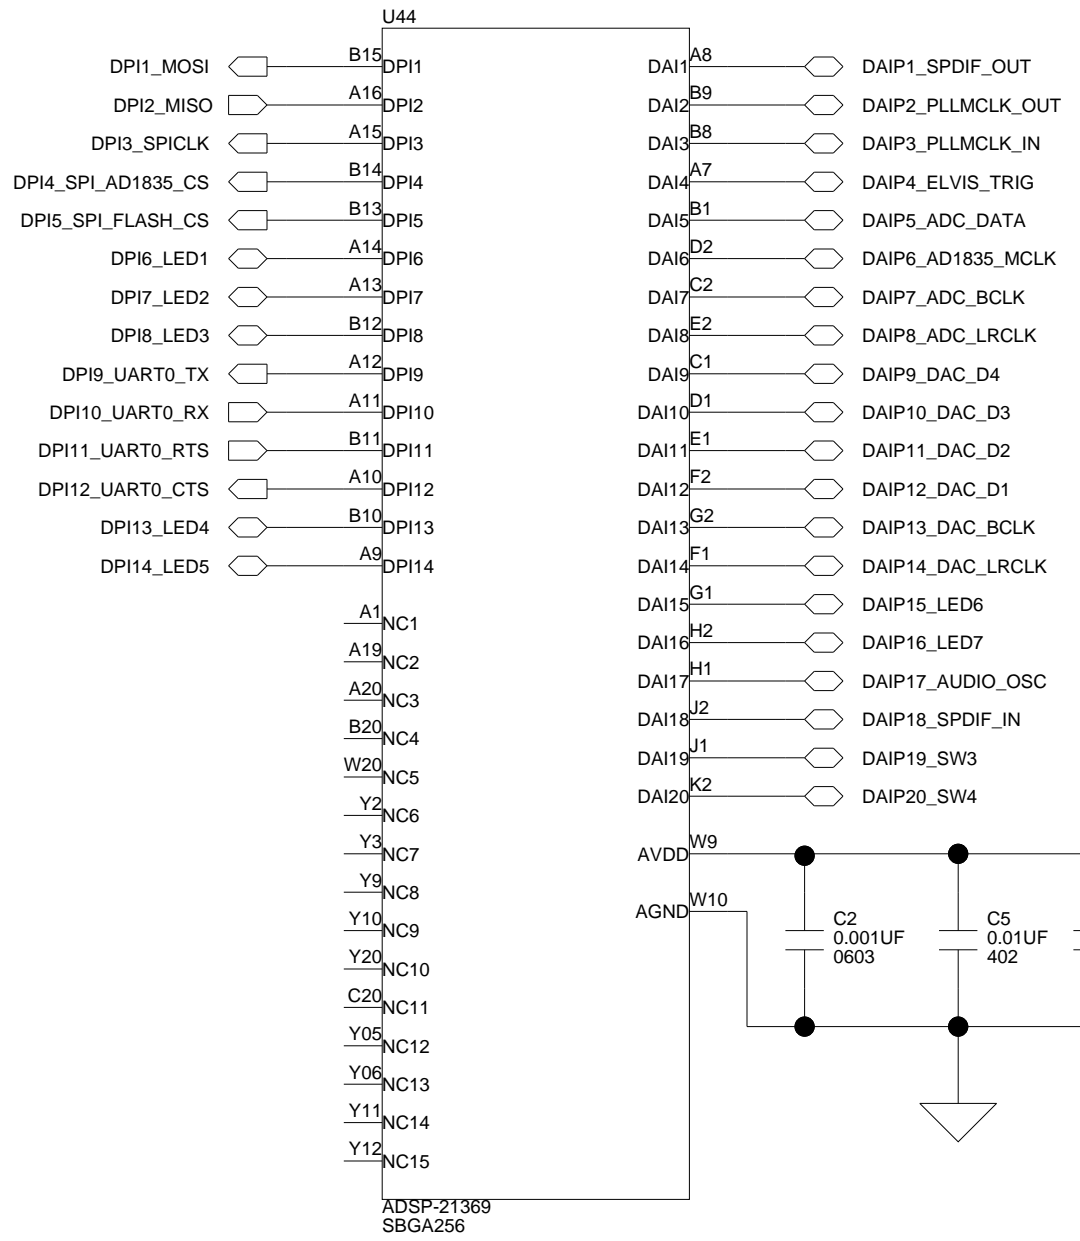 U44
DPI1_MOSI B15 DPI1 DAI1 A8 DAIP1_SPDIF_OUT
DPI2_MISO A16 DPI2 DAI2 B9 DAIP2_PLLMCLK_OUT
DPI3_SPICLK A15 DPI3 DAI3 B8 DAIP3_PLLMCLK_IN
DPI4_SPI_AD1835_CS B14 DPI4 DAI4 A7 DAIP4_ELVIS_TRIG
DPI5_SPI_FLASH_CS B13 DPI5 DAI5 B1 DAIP5_ADC_DATA
DPI6_LED1 A14 DPI6 DAI6 D2 DAIP6_AD1835_MCLK
DPI7_LED2 A13 DPI7 DAI7 C2 DAIP7_ADC_BCLK
DPI8_LED3 B12 DPI8 DAI8 E2 DAIP8_ADC_LRCLK
DPI9_UART0_TX A12 DPI9 DAI9 C1 DAIP9_DAC_D4
DPI10_UART0_RX A11 DPI10 DAI10 D1 DAIP10_DAC_D3
DPI11_UART0_RTS B11 DPI11 DAI11 E1 DAIP11_DAC_D2
DPI12_UART0_CTS A10 DPI12 DAI12 F2 DAIP12_DAC_D1
DPI13_LED4 B10 DPI13 DAI13 G2 DAIP13_DAC_BCLK
DPI14_LED5 A9 DPI14 DAI14 F1 DAIP14_DAC_LRCLK
DAI15 G1 DAIP15_LED6
A1 NC1
DAI16 H2 DAIP16_LED7
A19 NC2
DAI17 H1 DAIP17_AUDIO_OSC
A20 NC3
DAI18 J2 DAIP18_SPDIF_IN
B20 NC4
DAI19 J1 DAIP19_SW3
W20 NC5
DAI20 K2 DAIP20_SW4
Y2 NC6
Y3 NC7 AVDD W9
Y9 NC8
AGND W10
Y10 NC9
C2
0.001UF
0603
C5
0.01UF
402
Y20 NC10
C20 NC11
Y05 NC12
Y06 NC13
Y11 NC14
Y12 NC15
ADSP-21369
SBGA256